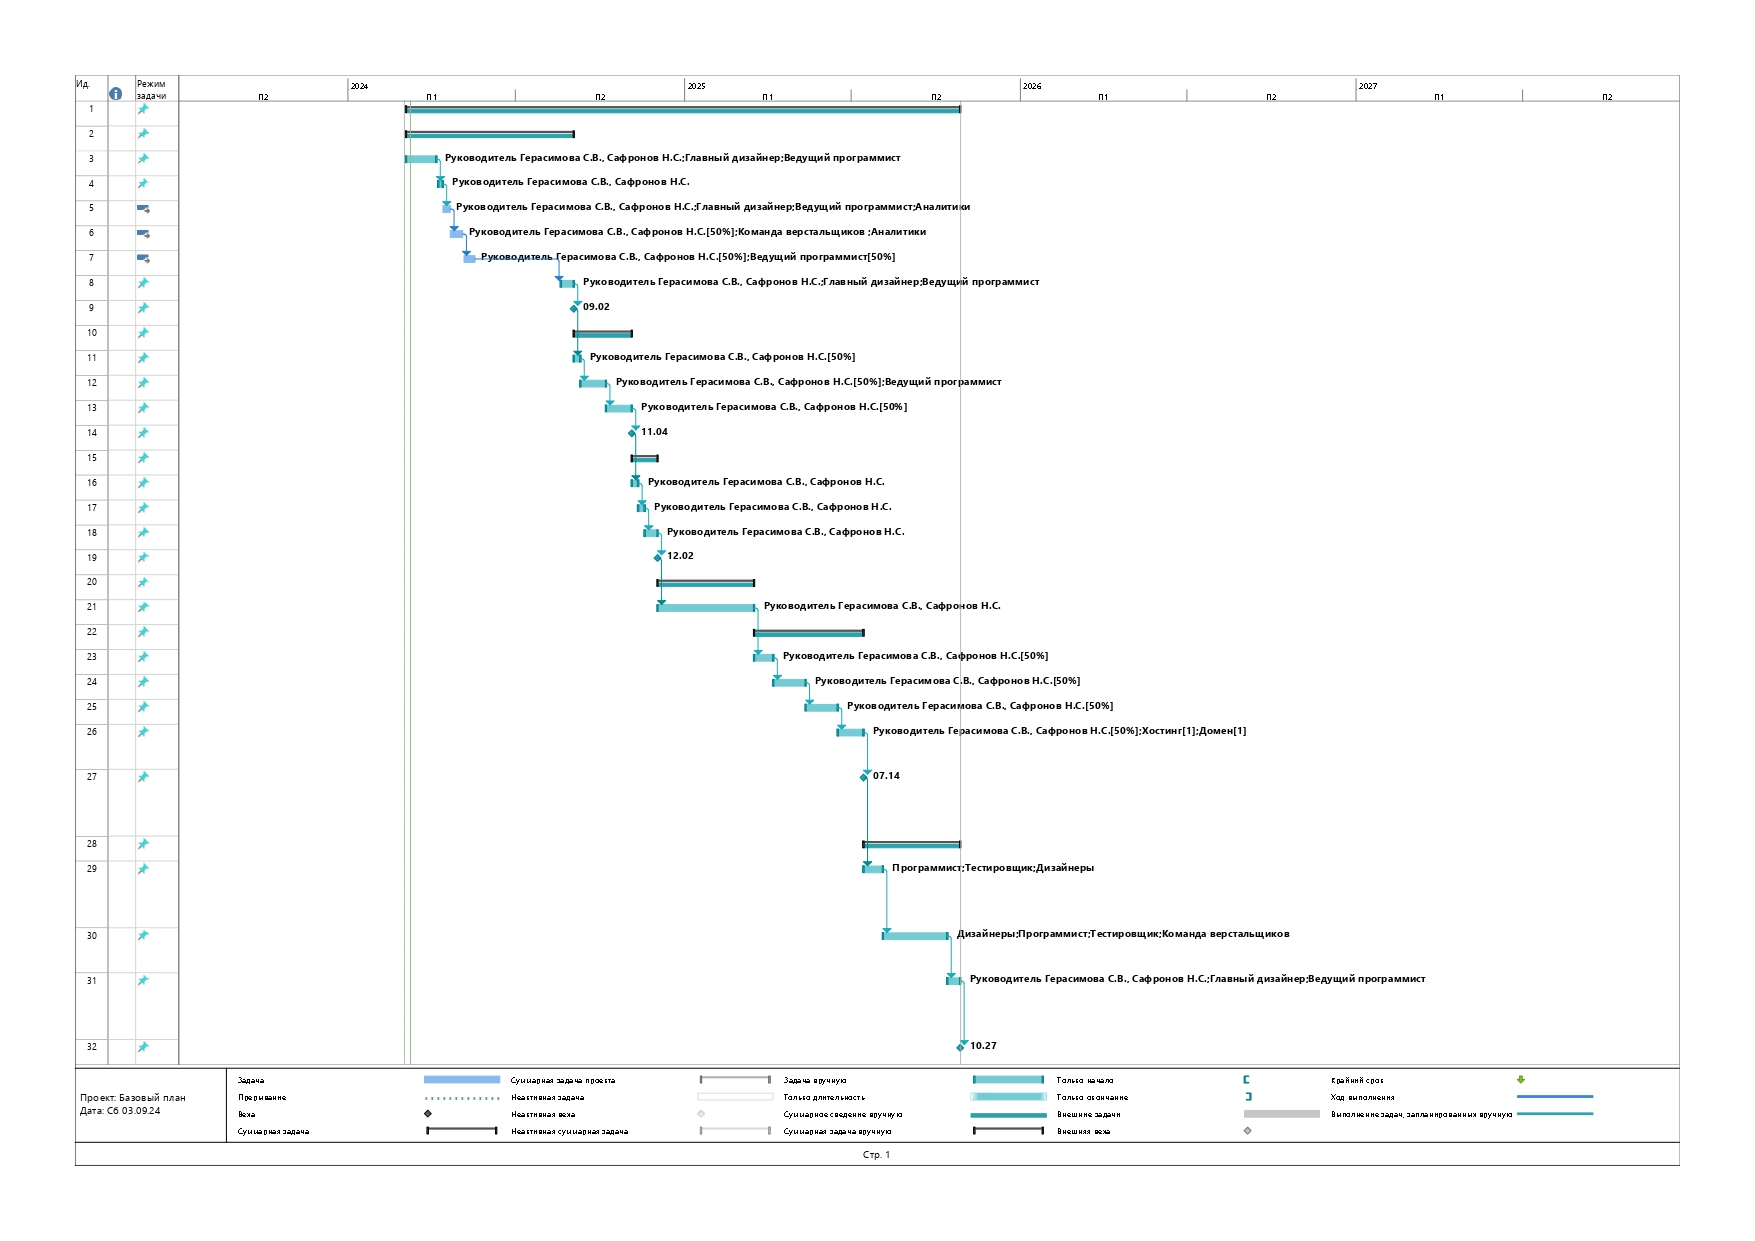 Ид.
Режим задачи
2024
2025
2026
2027
П2
П1
П2
П1
П2
П1
П2
П1
П2
1
2
3 Руководитель Герасимова С.В., Сафронов Н.С.;Главный дизайнер;Ведущий программист
4 Руководитель Герасимова С.В., Сафронов Н.С.
5 Руководитель Герасимова С.В., Сафронов Н.С.;Главный дизайнер;Ведущий программист;Аналитики
6 Руководитель Герасимова С.В., Сафронов Н.С.[50%];Команда верстальщиков ;Аналитики
7 Руководитель Герасимова С.В., Сафронов Н.С.[50%];Ведущий программист[50%]
8 Руководитель Герасимова С.В., Сафронов Н.С.;Главный дизайнер;Ведущий программист
9 09.02
10
11 Руководитель Герасимова С.В., Сафронов Н.С.[50%]
12 Руководитель Герасимова С.В., Сафронов Н.С.[50%];Ведущий программист
13 Руководитель Герасимова С.В., Сафронов Н.С.[50%]
14 11.04
15
16 Руководитель Герасимова С.В., Сафронов Н.С.
17 Руководитель Герасимова С.В., Сафронов Н.С.
18 Руководитель Герасимова С.В., Сафронов Н.С.
19 12.02
20
21 Руководитель Герасимова С.В., Сафронов Н.С.
22
23 Руководитель Герасимова С.В., Сафронов Н.С.[50%]
24 Руководитель Герасимова С.В., Сафронов Н.С.[50%]
25 Руководитель Герасимова С.В., Сафронов Н.С.[50%]
26 Руководитель Герасимова С.В., Сафронов Н.С.[50%];Хостинг[1];Домен[1]
27 07.14
28
29 Программист;Тестировщик;Дизайнеры
30 Дизайнеры;Программист;Тестировщик;Команда верстальщиков
31 Руководитель Герасимова С.В., Сафронов Н.С.;Главный дизайнер;Ведущий программист
32 10.27
Проект: Базовый план
Дата: Сб 03.09.24
Задача
Прерывание
Веха
Суммарная задача
Суммарная задача проекта
Неактивная задача
Неактивная веха
Неактивная суммарная задача
Задача вручную
Только длительность
Суммарное сведение вручную
Суммарная задача вручную
Только начало
Только окончание
Внешние задачи
Внешняя веха
Крайний срок
Ход выполнения
Выполнение задач, запланированных вручную
Стр. 1